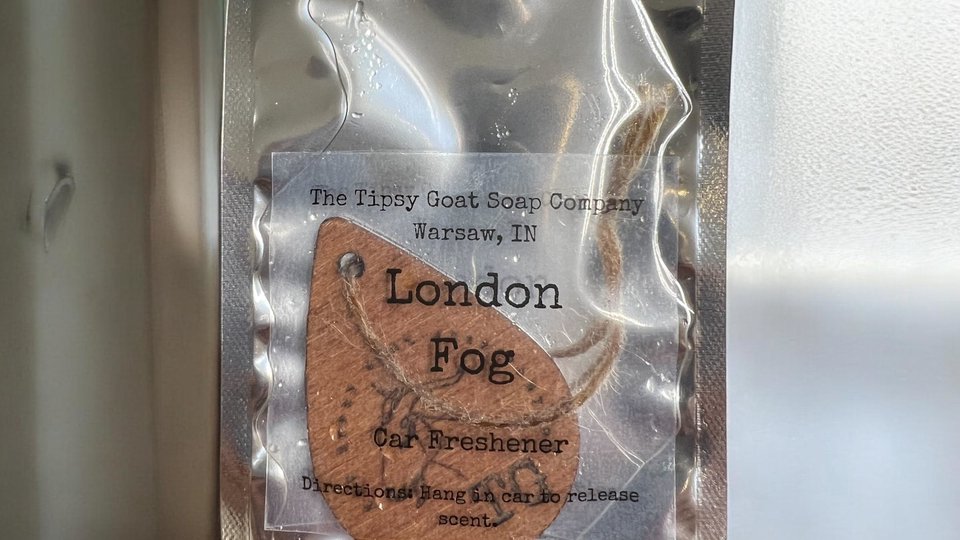 The Tipsy Goat Soap Company
Warsaw, IN
London
Fog
Car Freshener
Directions: Hang in car to release
scent.